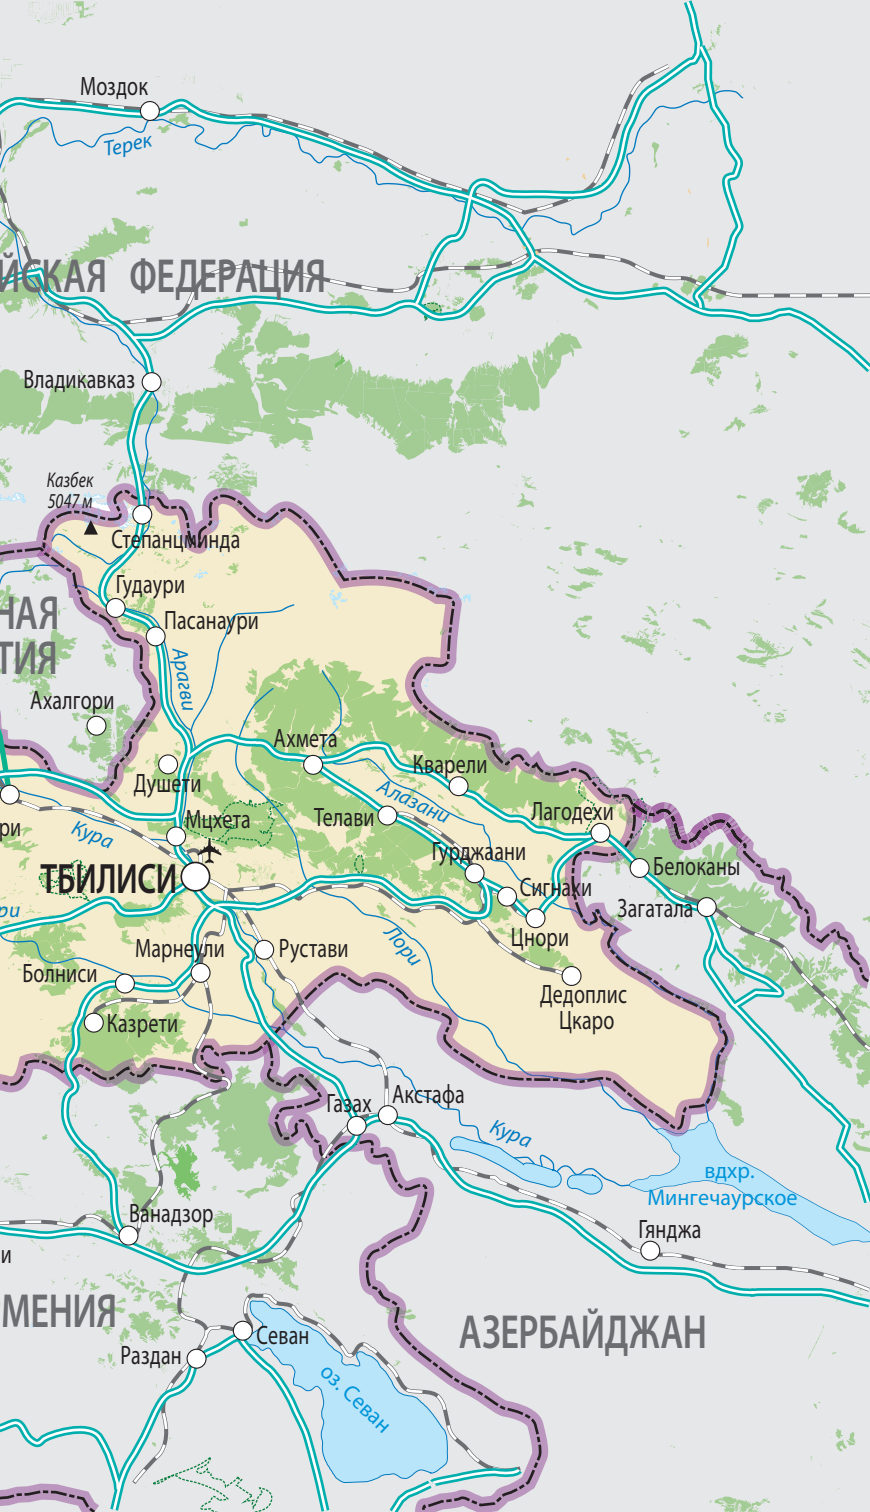 Моздок
Терек
ЙСКАЯ ФЕДЕРАЦИЯ
Владикавказ
Казбек
5047 м
Степанцминда
Гудаури
НАЯ
ТИЯ
Пасанаури
Арагви
Ахалгори
Ахмета
Душети
Кварели
Алазани
Лагодехи
Телави
Мцхета
ри
Кура
Гурджаани
Белоканы
ТБИЛИСИ
Сигнахи
Загатала
ри
Цнори
Марнеули
Рустави
Лори
Болниси
Дедоплис
Цкаро
Казрети
Газах
Акстафа
Кура
вдхр.
Мингечаурское
Ванадзор
Гянджа
и
МЕНИЯ
Севан
АЗЕРБАЙДЖАН
Раздан
оз. Севан